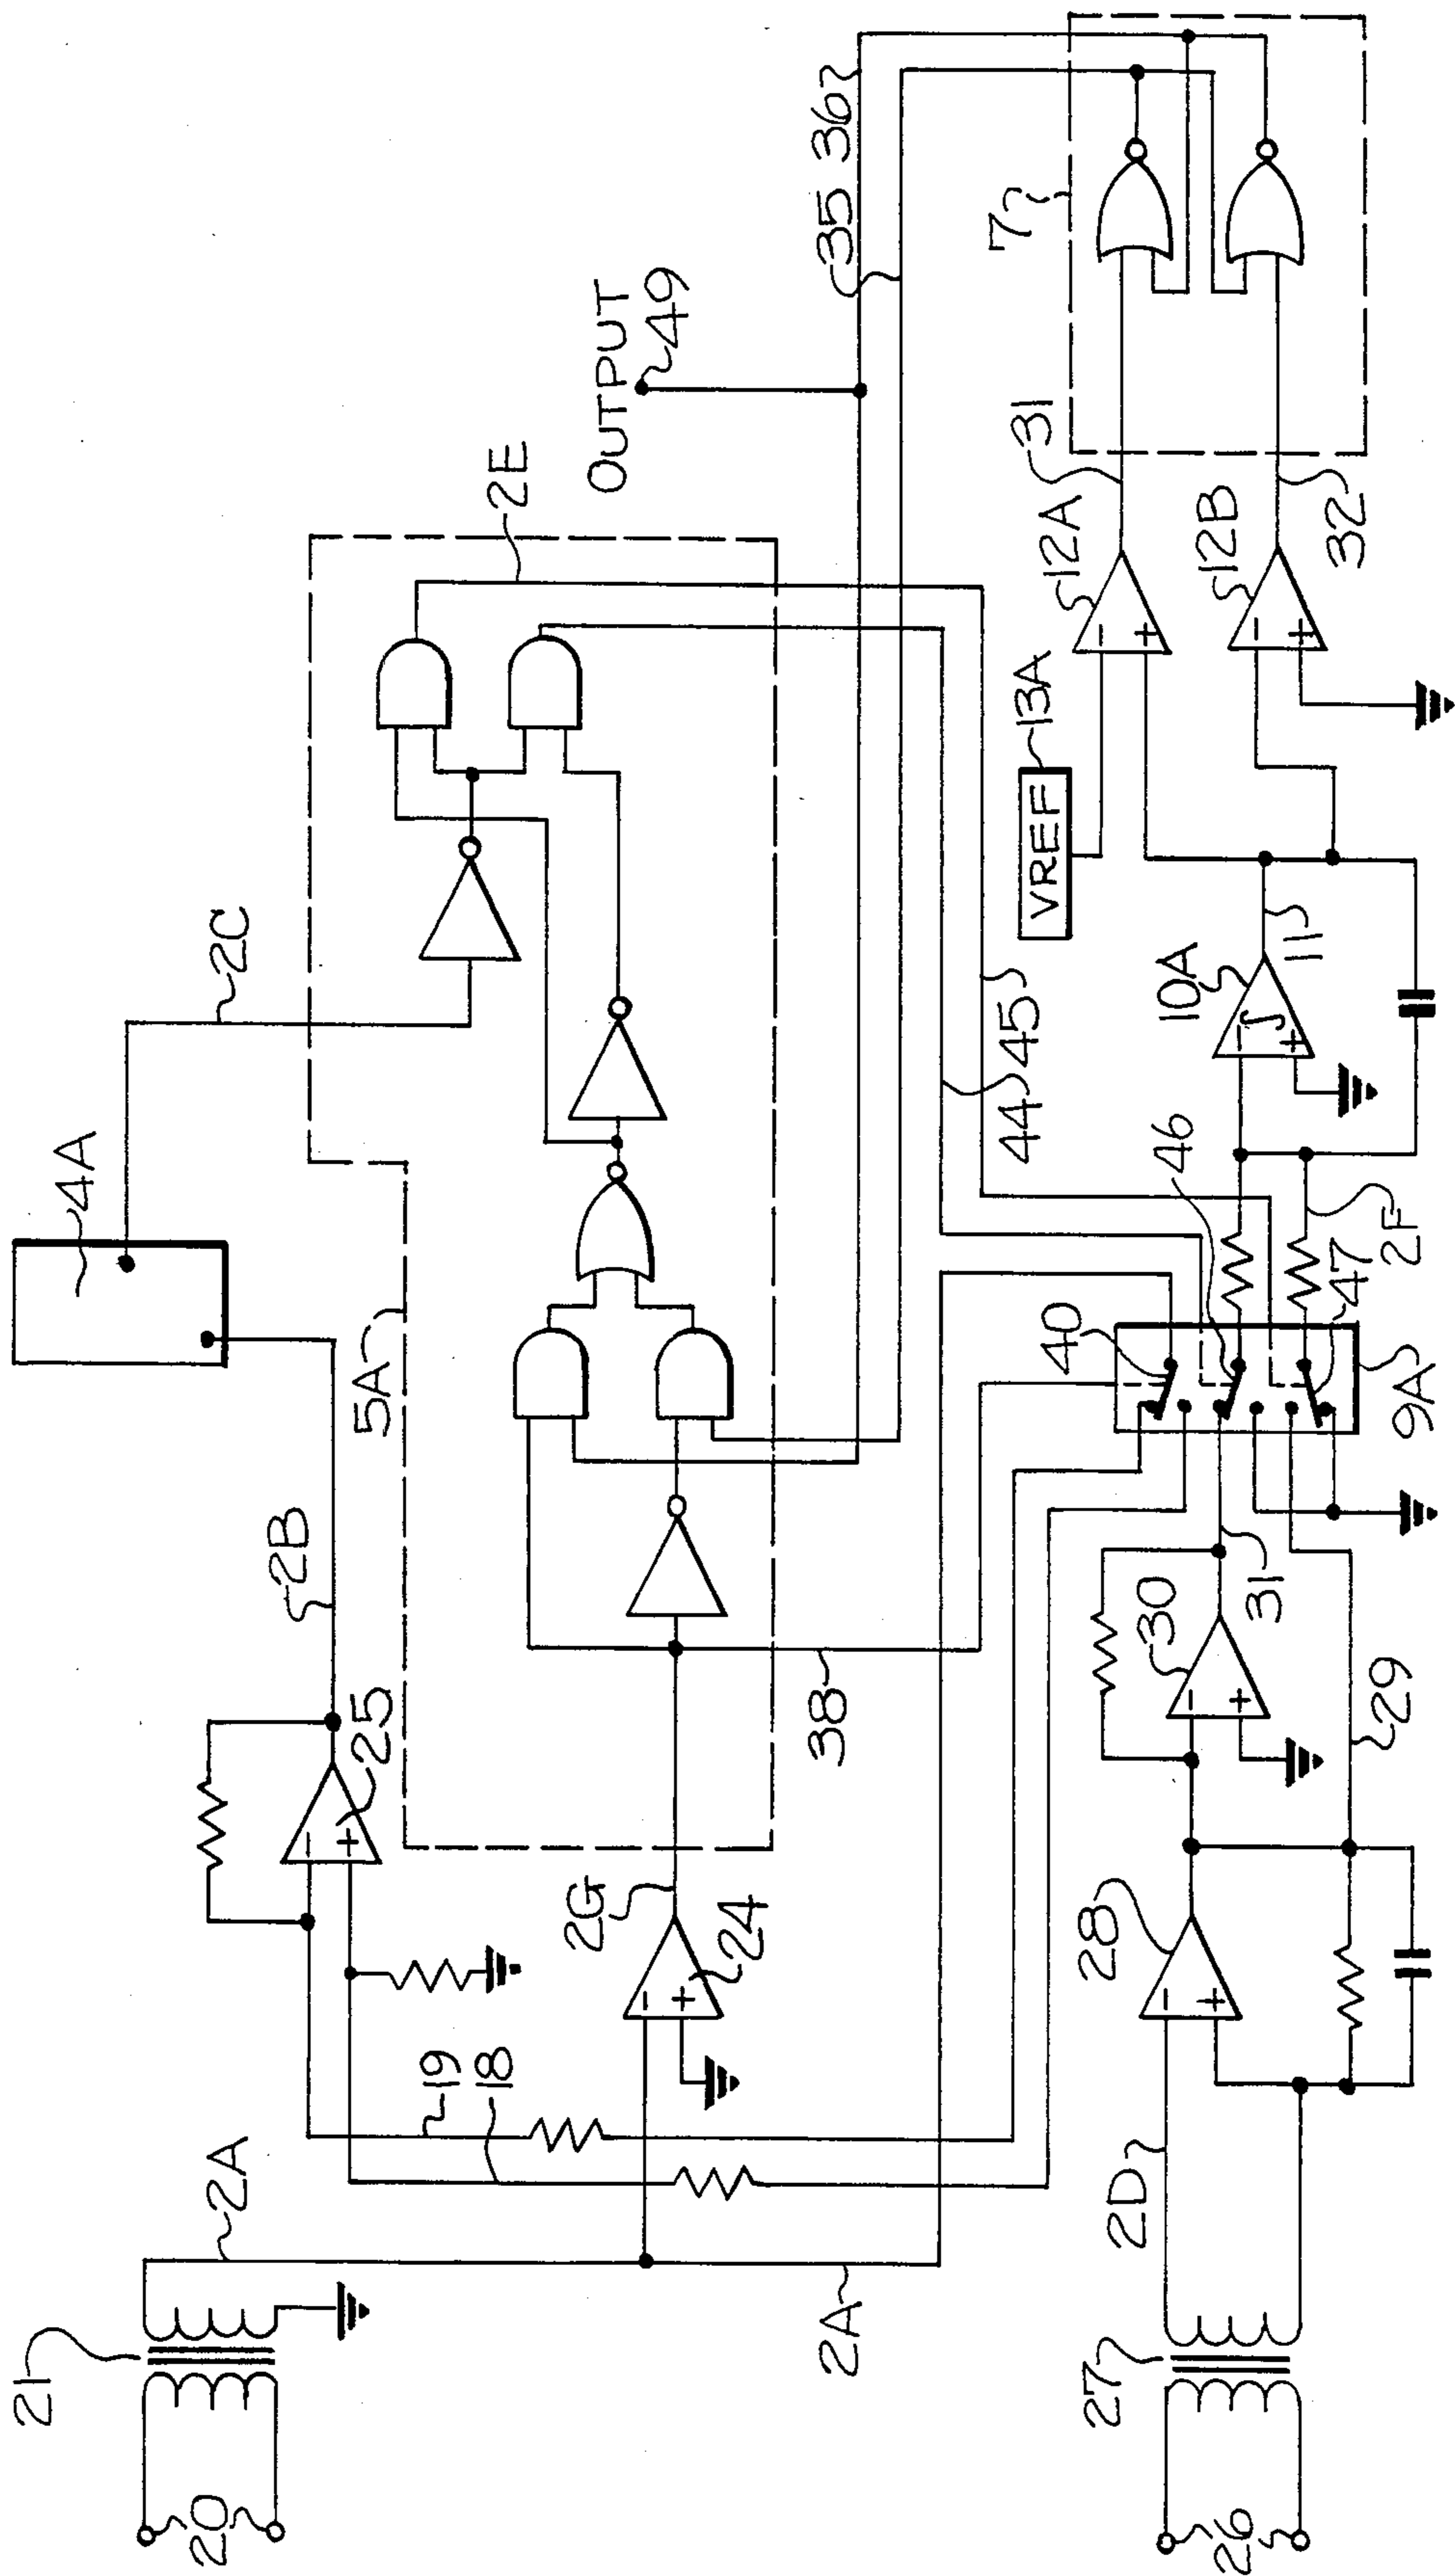 21
20
2A
19
18
2A
25
2B
4A
2C
2G
24
5A
2E
38
OUTPUT
49
35
36
7
44
45
46
40
47
2F
9A
VREF
13A
12A
31
12B
32
10A
11
∫
27
26
2D
28
29
30
31
−
+
−
+
−
+
−
+
−
+
−
+
−
+